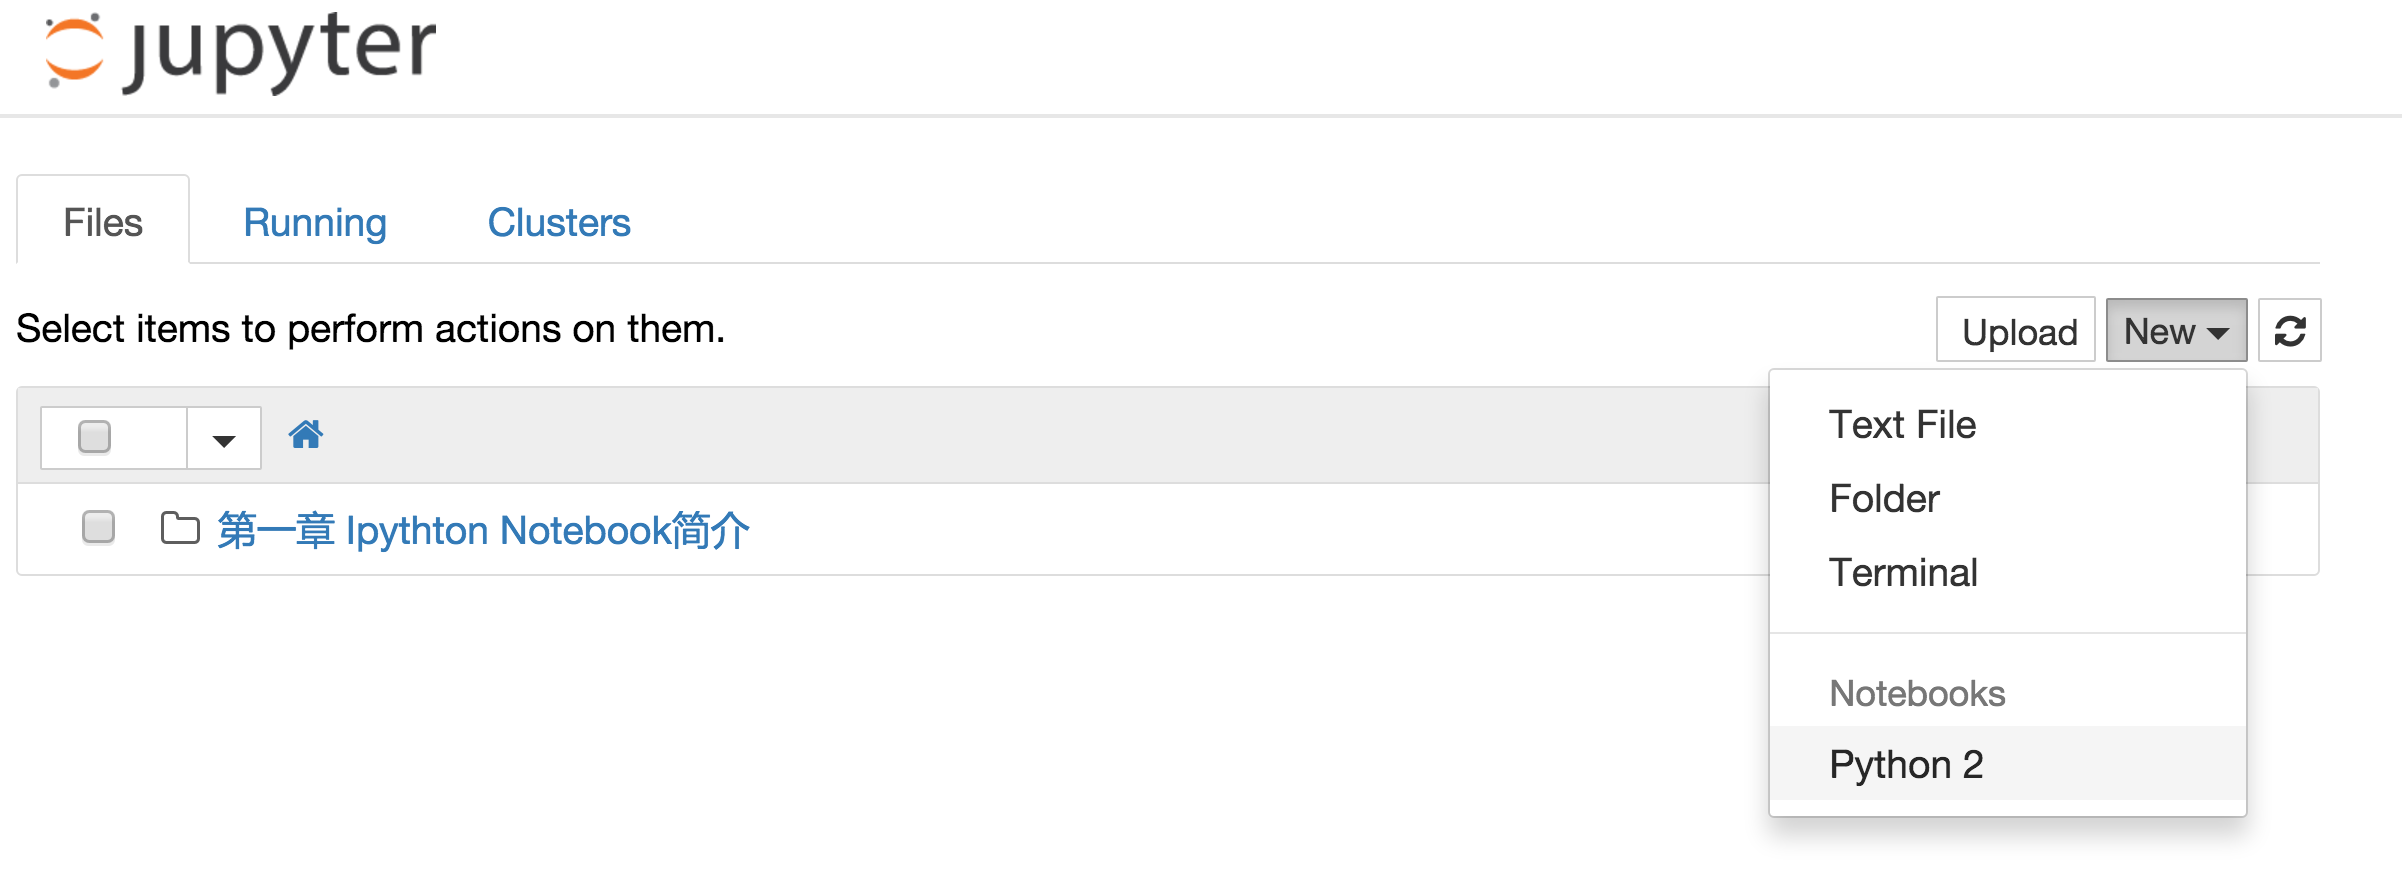 jupyter
Files Running Clusters
Select items to perform actions on them.
Upload New
Text File
Folder
Terminal
Notebooks
Python 2
第一章 Ipythton Notebook简介